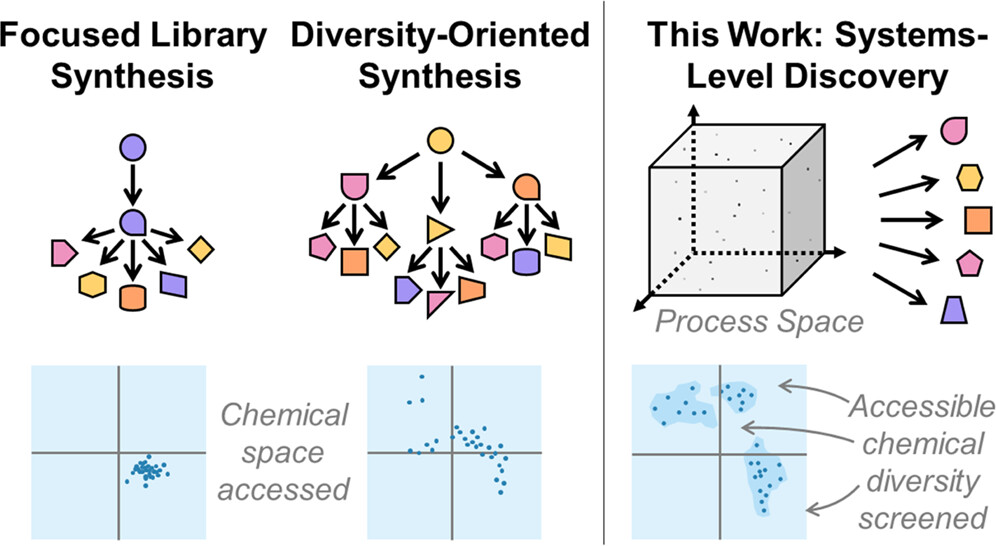 Focused Library
Synthesis
Diversity-Oriented
Synthesis
This Work: Systems-
Level Discovery
Process Space
Chemical
space
accessed
Accessible
chemical
diversity
screened